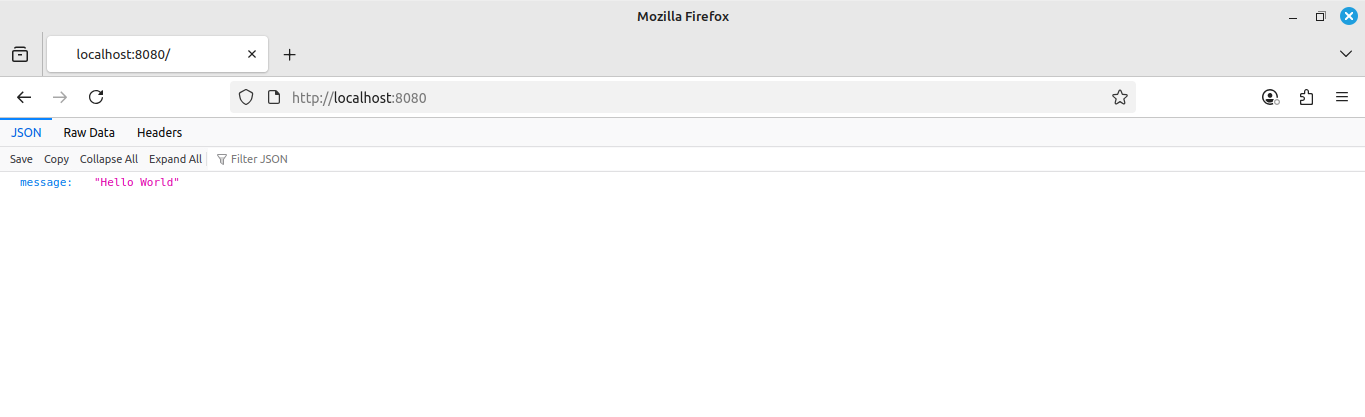 Mozilla Firefox
localhost:8080/
http://localhost:8080
JSON Raw Data Headers
Save Copy Collapse All Expand All Filter JSON
message: "Hello World"